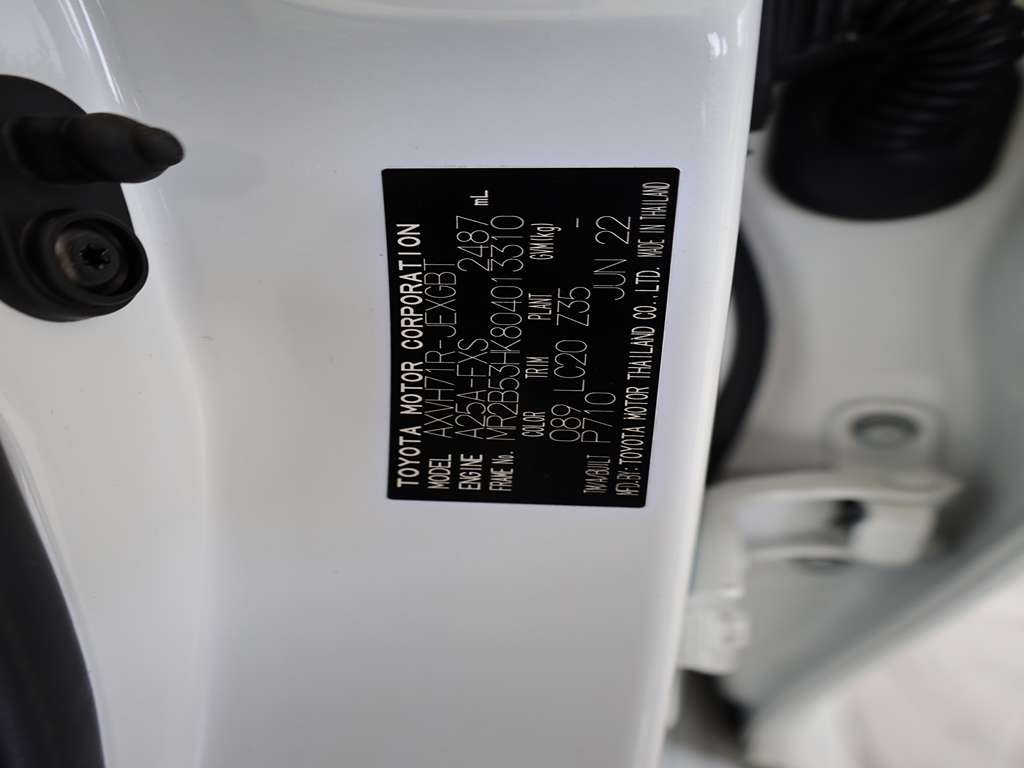 TOYOTA MOTOR CORPORATION
MODEL AXVH71R-JEXGBT
ENGINE A25A-FXS 2487 mL
FRAME No. MR2B53HK804013310
COLOR TRIM PLANT GVM(kg)
089 LC20 Z35 -
TMA/BUILT P710 JUN 22
MFD.BY: TOYOTA MOTOR THAILAND CO.,LTD. MADE IN THAILAND